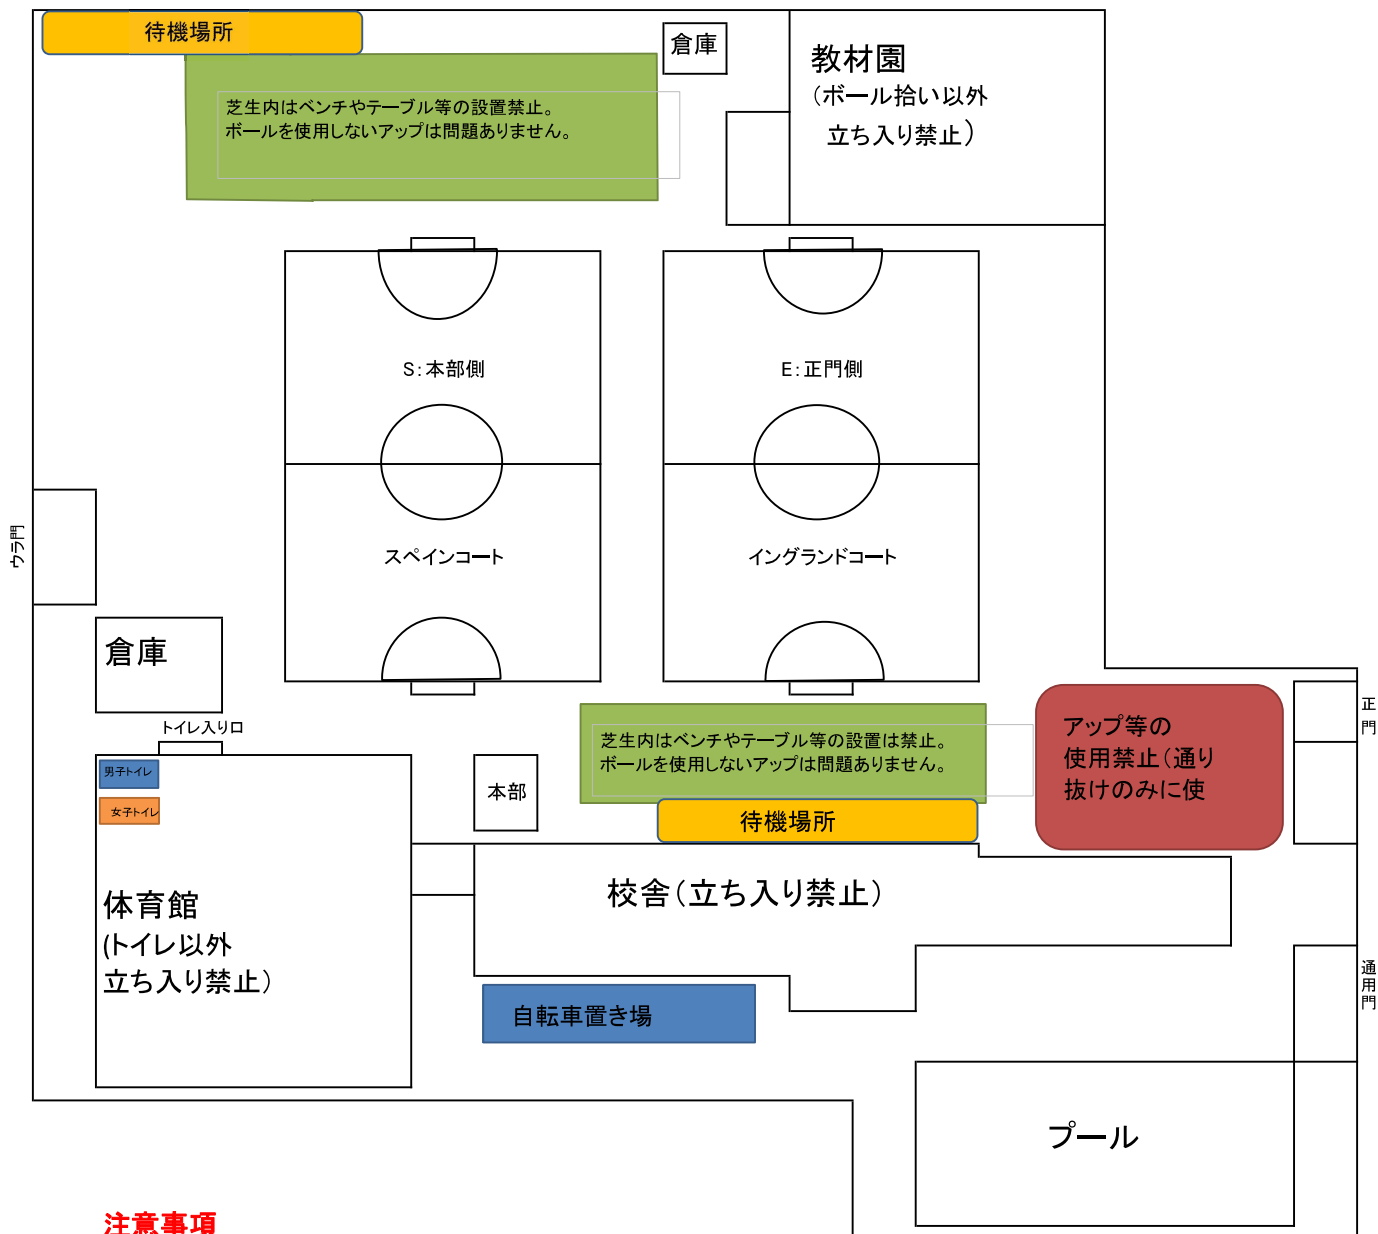 待機場所
倉庫
教材園
（ボール拾い以外
立ち入り禁止）
芝生内はベンチやテーブル等の設置禁止。
ボールを使用しないアップは問題ありません。
S:本部側
E:正門側
スペインコート
イングランドコート
ウラ門
倉庫
トイレ入り口
男子トイレ
女子トイレ
本部
芝生内はベンチやテーブル等の設置は禁止。
ボールを使用しないアップは問題ありません。
待機場所
アップ等の
使用禁止（通り
抜けのみに使
正門
校舎（立ち入り禁止）
体育館
(トイレ以外
立ち入り禁止）
自転車置き場
通用門
プール
注意事項